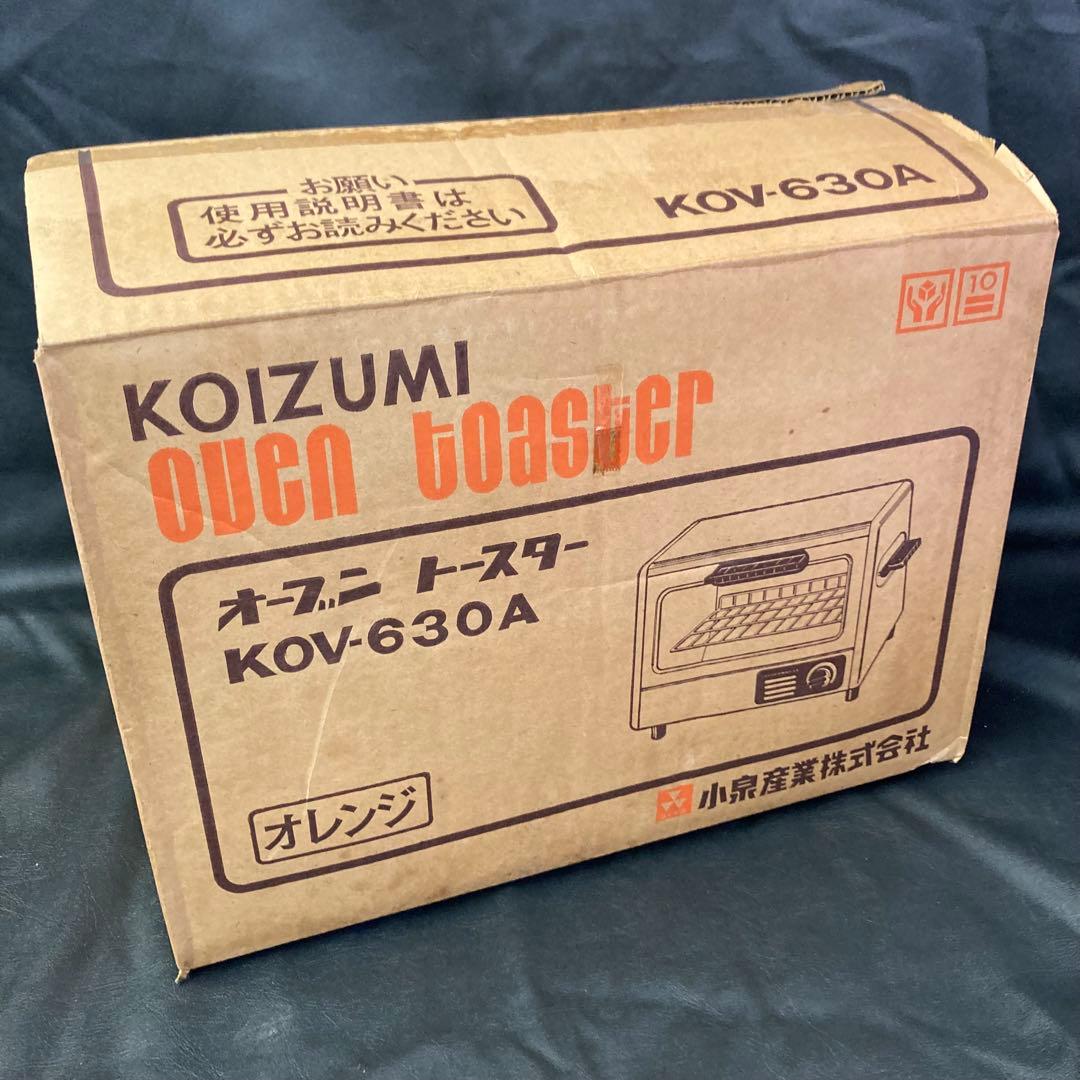 お願い
使用説明書は
必ずお読みください
KOV-630A
10
KOIZUMI
oven toaster
オーブン トースター
KOV-630A
オレンジ
小泉産業株式会社